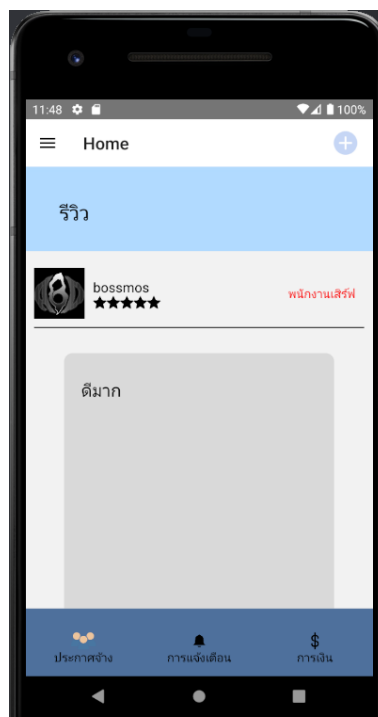 11:48
100%
Home
รีวิว
bossmos
พนักงานเสิร์ฟ
ดีมาก
ประกาศจ้าง
การแจ้งเตือน
$
การเงิน